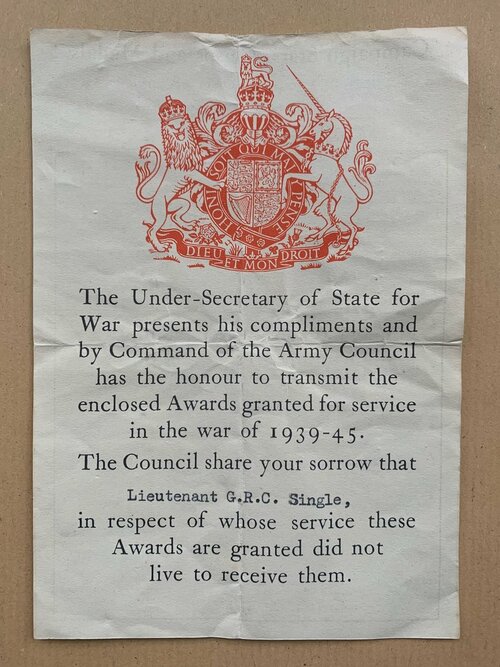 HONI SOIT QUI MAL Y PENSE
DIEU ET MON DROIT
The Under-Secretary of State for
War presents his compliments and
by Command of the Army Council
has the honour to transmit the
enclosed Awards granted for service
in the war of 1939-45.
The Council share your sorrow that
Lieutenant G.R.C. Single,
in respect of whose service these
Awards are granted did not
live to receive them.